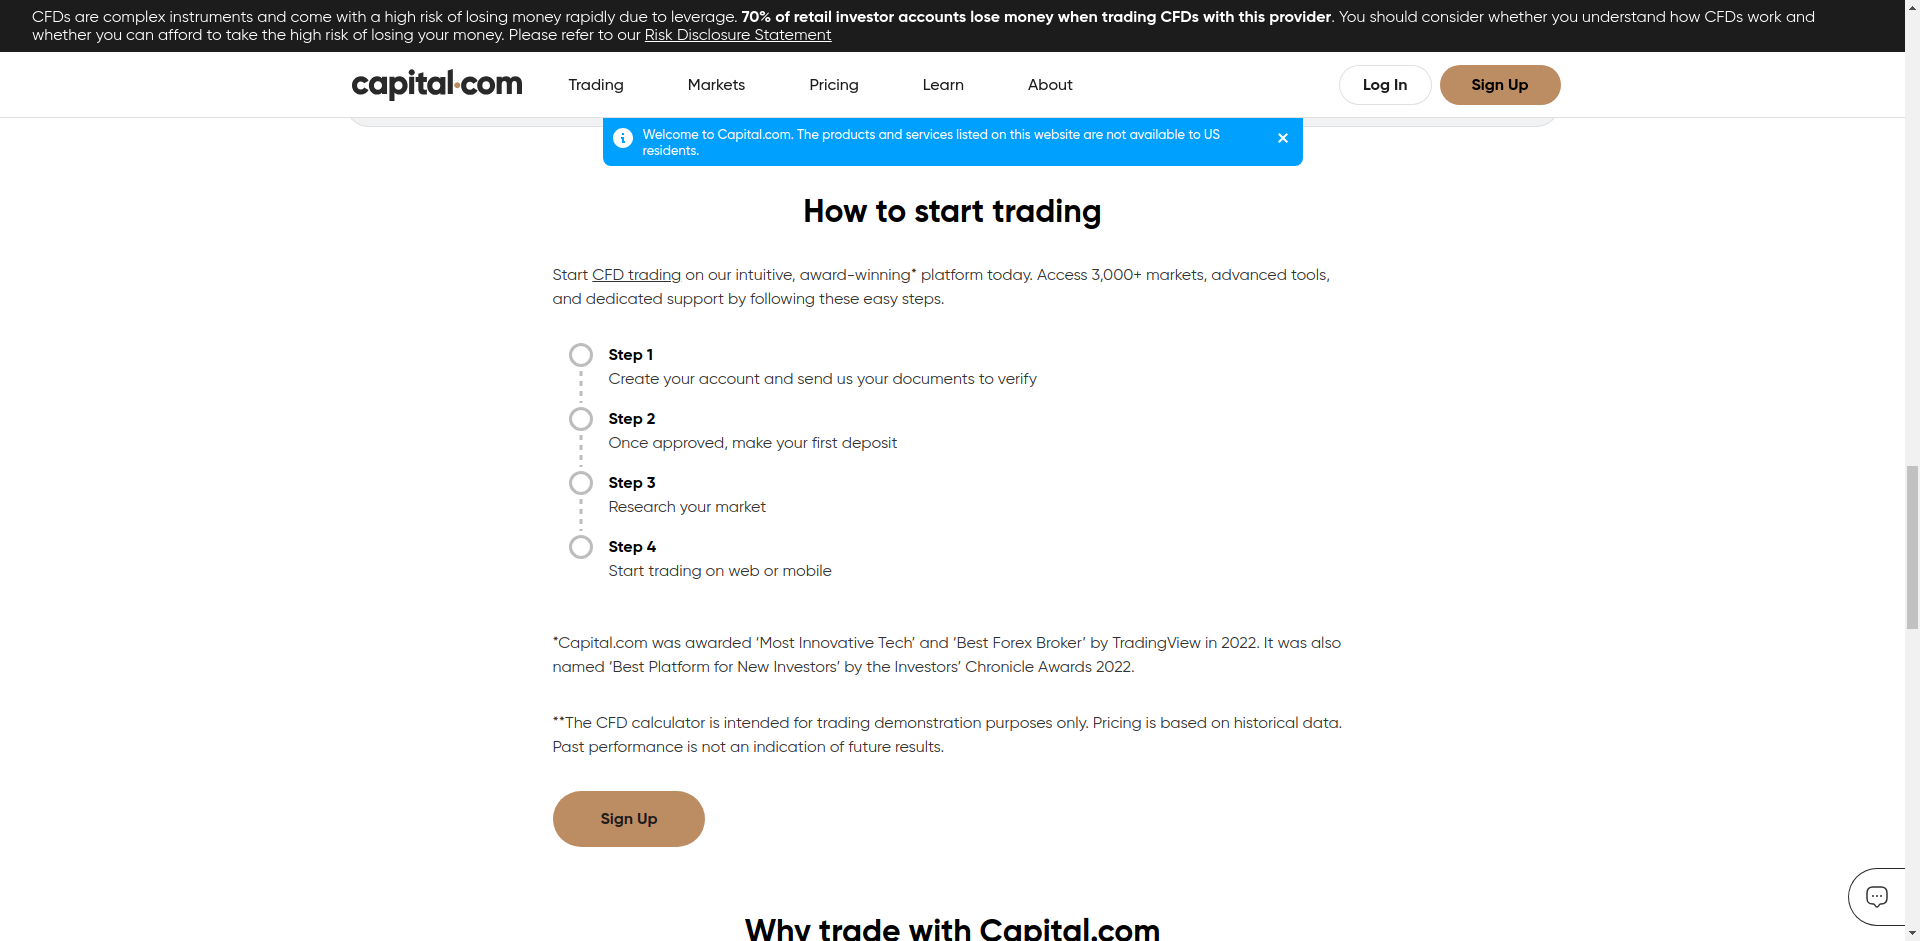 CFDs are complex instruments and come with a high risk of losing money rapidly due to leverage. 70% of retail investor accounts lose money when trading CFDs with this provider. You should consider whether you understand how CFDs work and
whether you can afford to take the high risk of losing your money. Please refer to our Risk Disclosure Statement
capital.com
Trading
Markets
Pricing
Learn
About
Log In
Sign Up
Welcome to Capital.com. The products and services listed on this website are not available to US
residents.
How to start trading
Start CFD trading on our intuitive, award-winning* platform today. Access 3,000+ markets, advanced tools,
and dedicated support by following these easy steps.
Step 1
Create your account and send us your documents to verify
Step 2
Once approved, make your first deposit
Step 3
Research your market
Step 4
Start trading on web or mobile
*Capital.com was awarded ‘Most Innovative Tech’ and ‘Best Forex Broker’ by TradingView in 2022. It was also
named ‘Best Platform for New Investors’ by the Investors’ Chronicle Awards 2022.
**The CFD calculator is intended for trading demonstration purposes only. Pricing is based on historical data.
Past performance is not an indication of future results.
Sign Up
Why trade with Capital.com